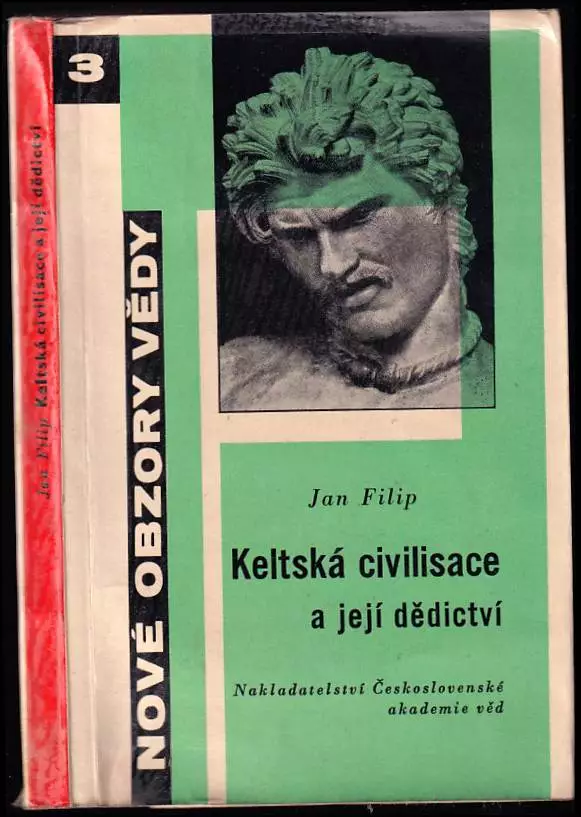 Jan Filip Keltská civilisace a její dědictví
3
NOVÉ OBZORY VĚDY
Jan Filip
Keltská civilisace
a její dědictví
Nakladatelství Československé
akademie věd